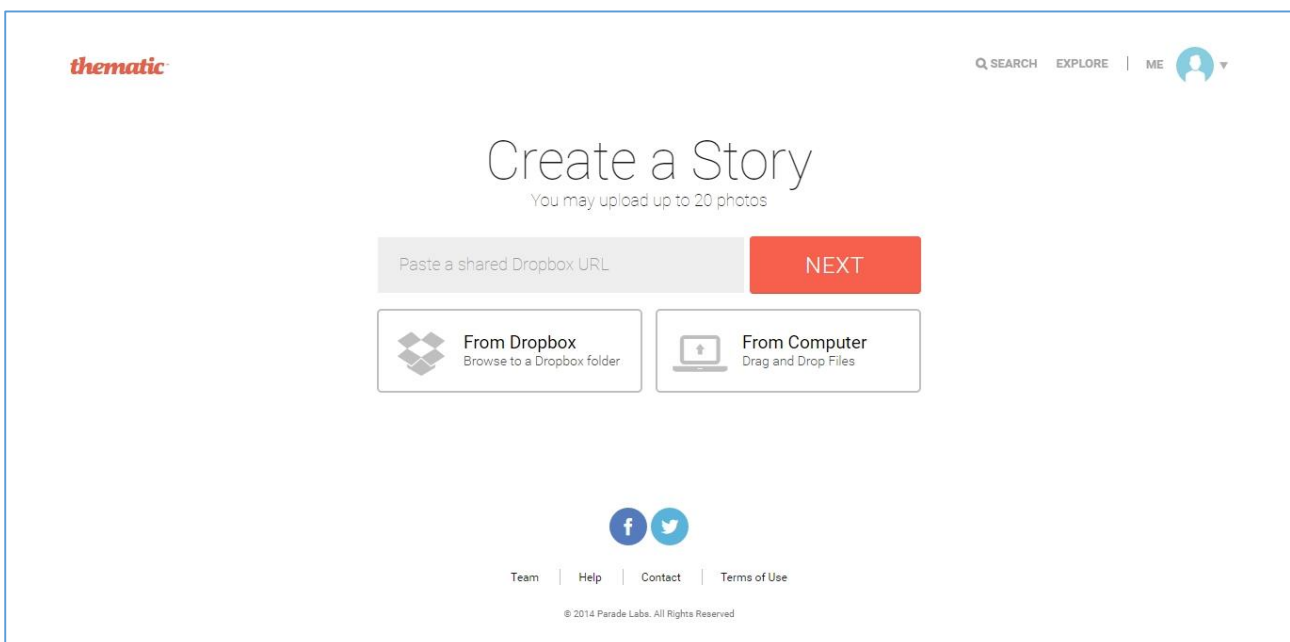 thematic
SEARCH EXPLORE | ME
Create a Story
You may upload up to 20 photos
Paste a shared Dropbox URL
NEXT
From Dropbox
Browse to a Dropbox folder
From Computer
Drag and Drop Files
Team | Help | Contact | Terms of Use
© 2014 Parade Labs. All Rights Reserved